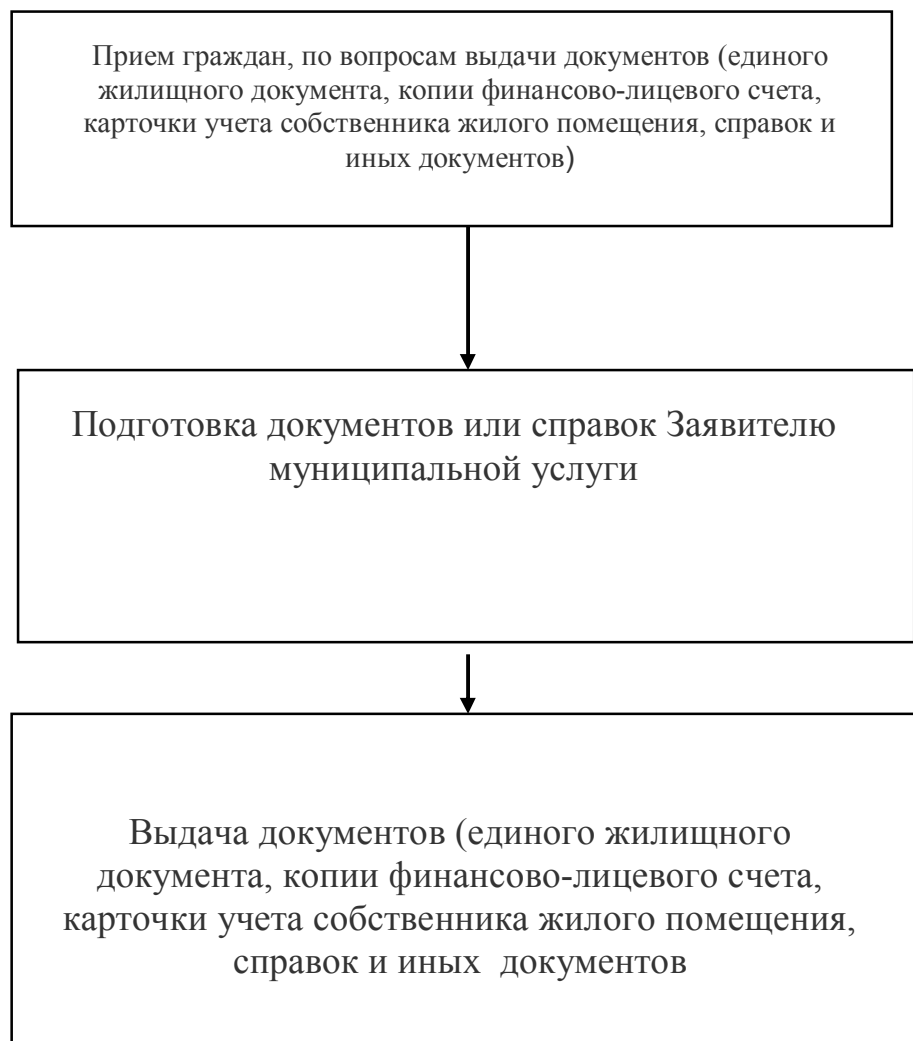 Прием граждан, по вопросам выдачи документов (единого
жилищного документа, копии финансово-лицевого счета,
карточки учета собственника жилого помещения, справок и
иных документов)
Подготовка документов или справок Заявителю
муниципальной услуги
Выдача документов (единого жилищного
документа, копии финансово-лицевого счета,
карточки учета собственника жилого помещения,
справок и иных  документов